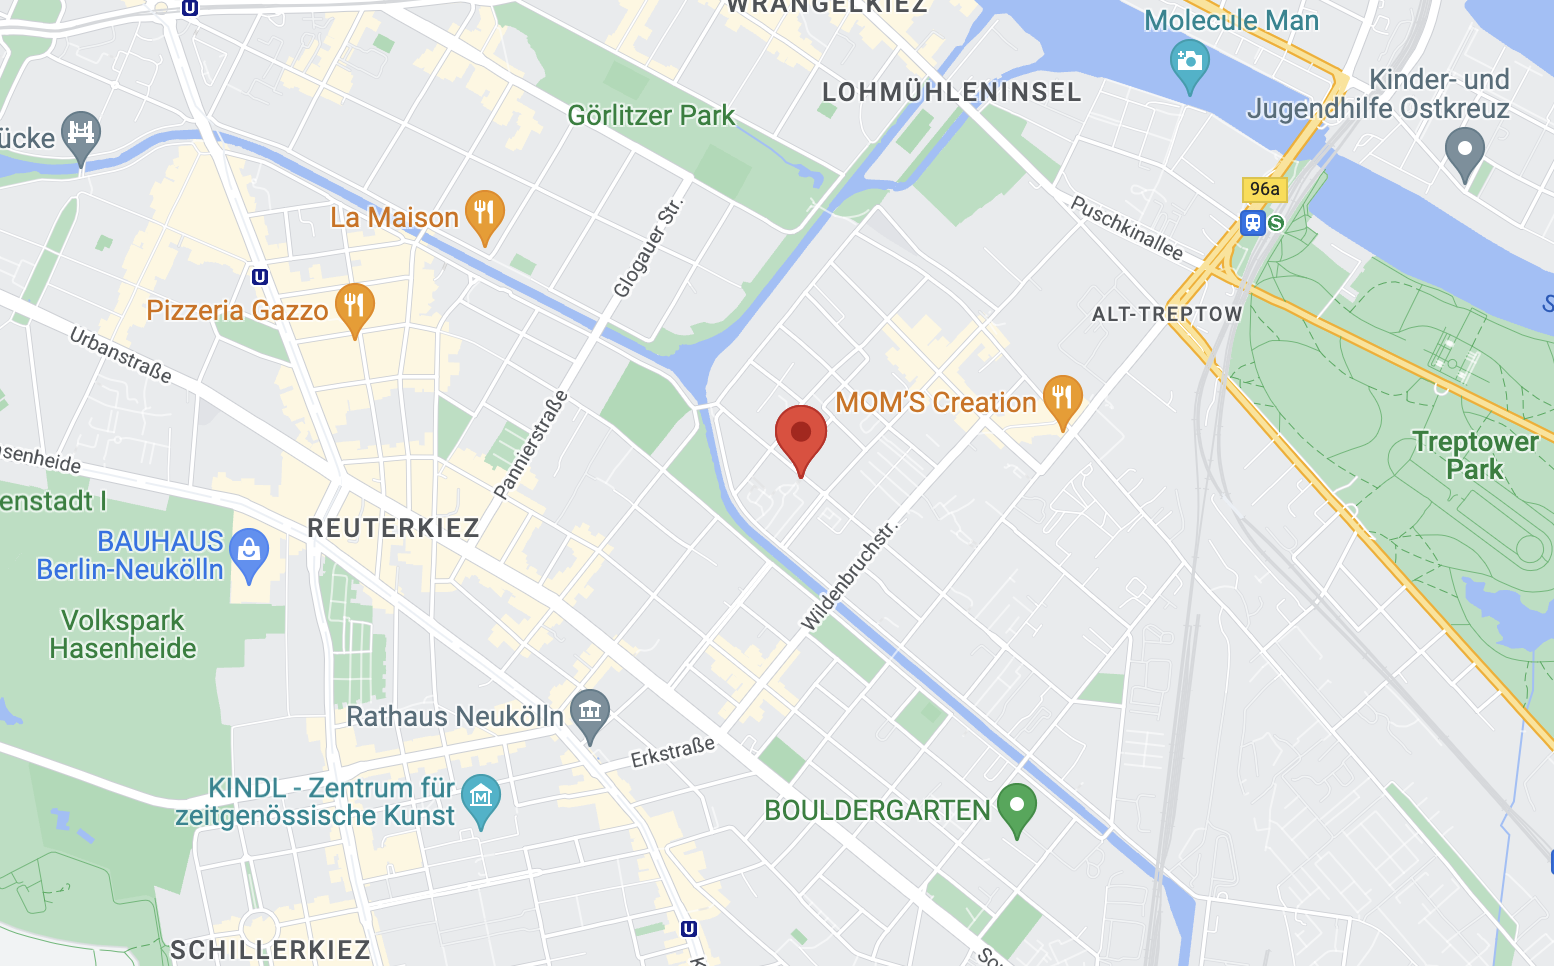 U
WRANGELKIEZ
Molecule Man
LOHMÜHLENINSEL
Kinder- und
Jugendhilfe Ostkreuz
Görlitzer Park
ücke
96a
S
La Maison
Glogauer Str.
Puschkinallee
U
Pizzeria Gazzo
S
ALT-TREPTOW
Urbanstraße
MOM'S Creation
Pannierstraße
Treptower
Park
asenheide
enstadt I
REUTERKIEZ
BAUHAUS
Berlin-Neukölln
Wildenbruchstr.
Volkspark
Hasenheide
Rathaus Neukölln
Erkstraße
KINDL - Zentrum für
zeitgenössische Kunst
M
BOULDERGARTEN
U
SCHILLERKIEZ
K
So